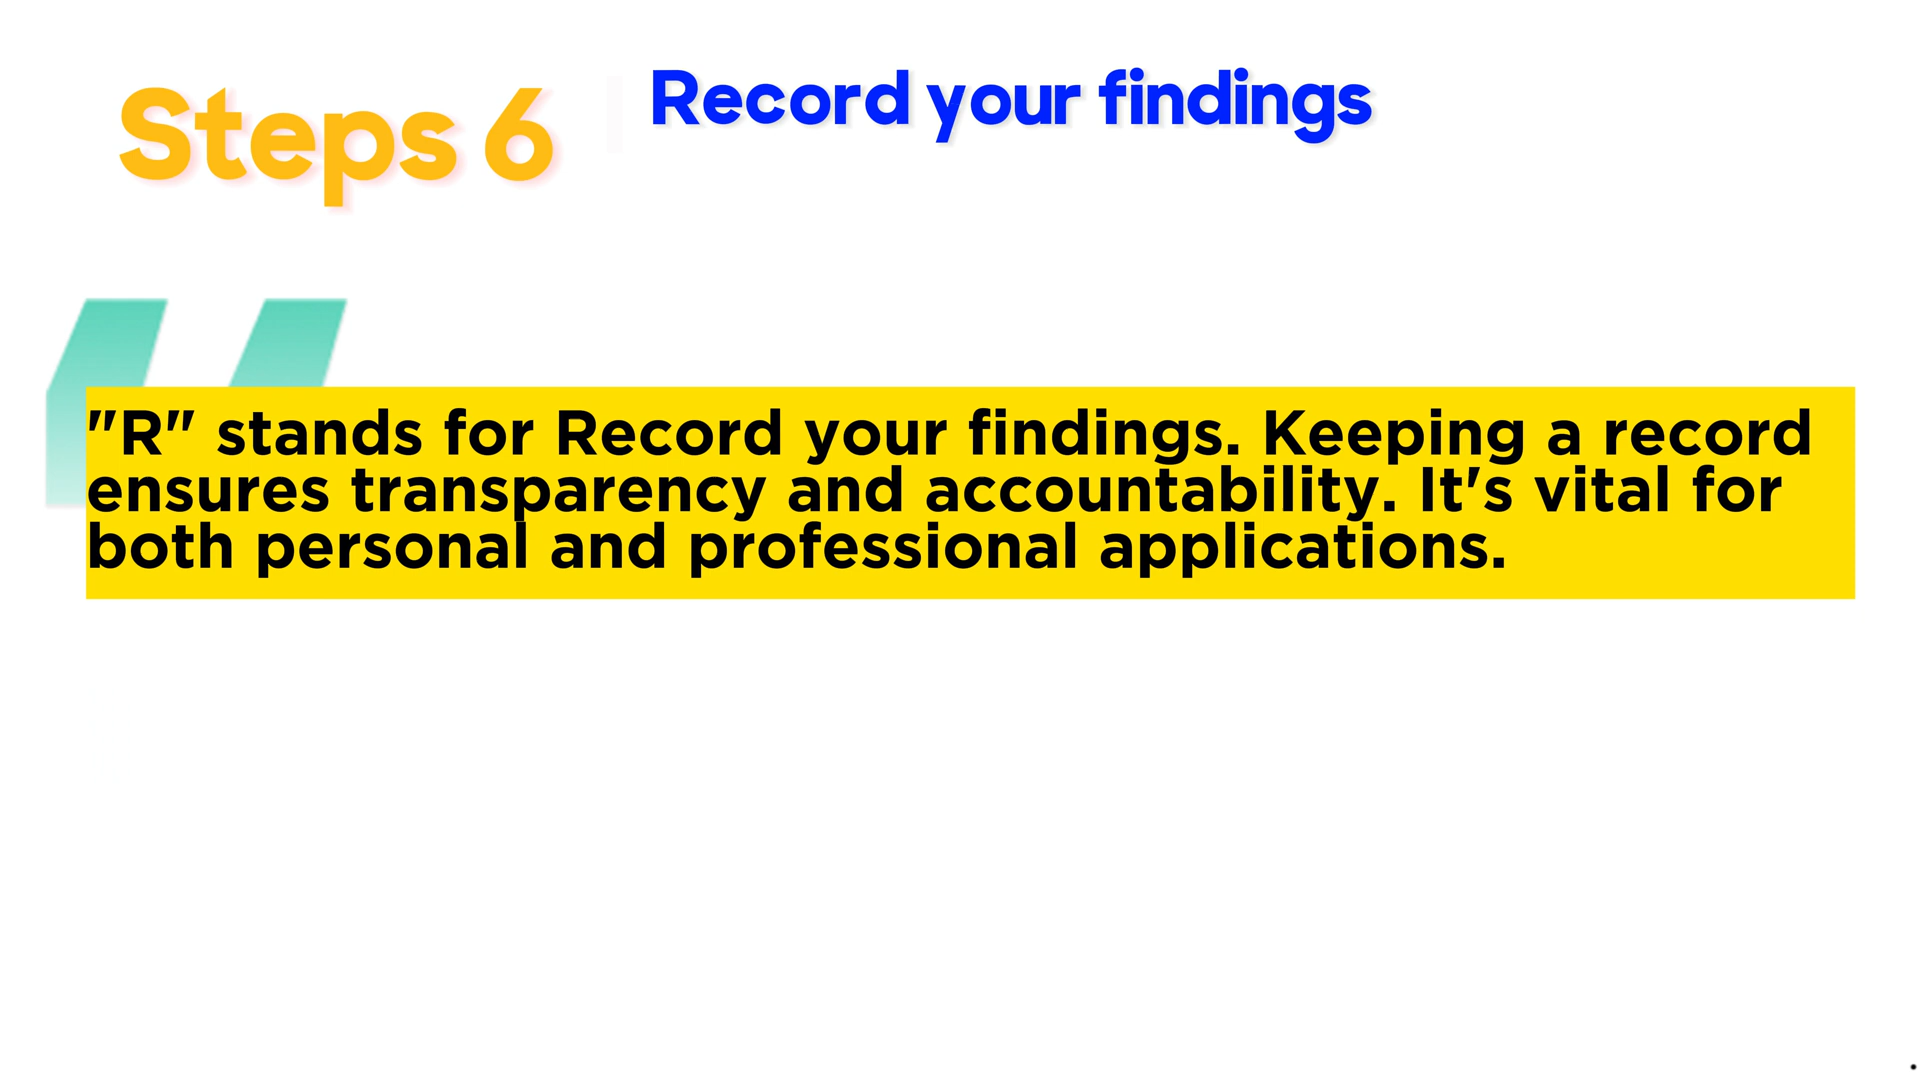 Steps 6
Record your findings
"R" stands for Record your findings. Keeping a record
ensures transparency and accountability. It's vital for
both personal and professional applications.